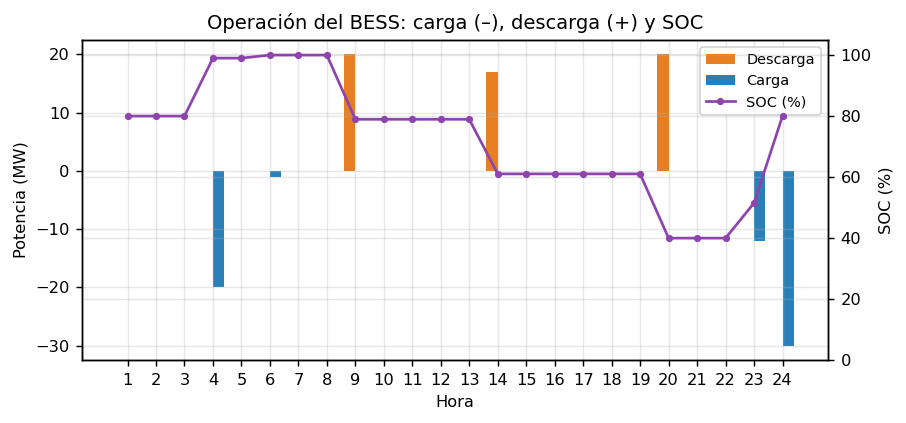 Operación del BESS: carga (–), descarga (+) y SOC
Potencia (MW)
20
10
0
−10
−20
−30
Descarga
Carga
SOC (%)
100
80
60
40
20
0
SOC (%)
1 2 3 4 5 6 7 8 9 10 11 12 13 14 15 16 17 18 19 20 21 22 23 24
Hora